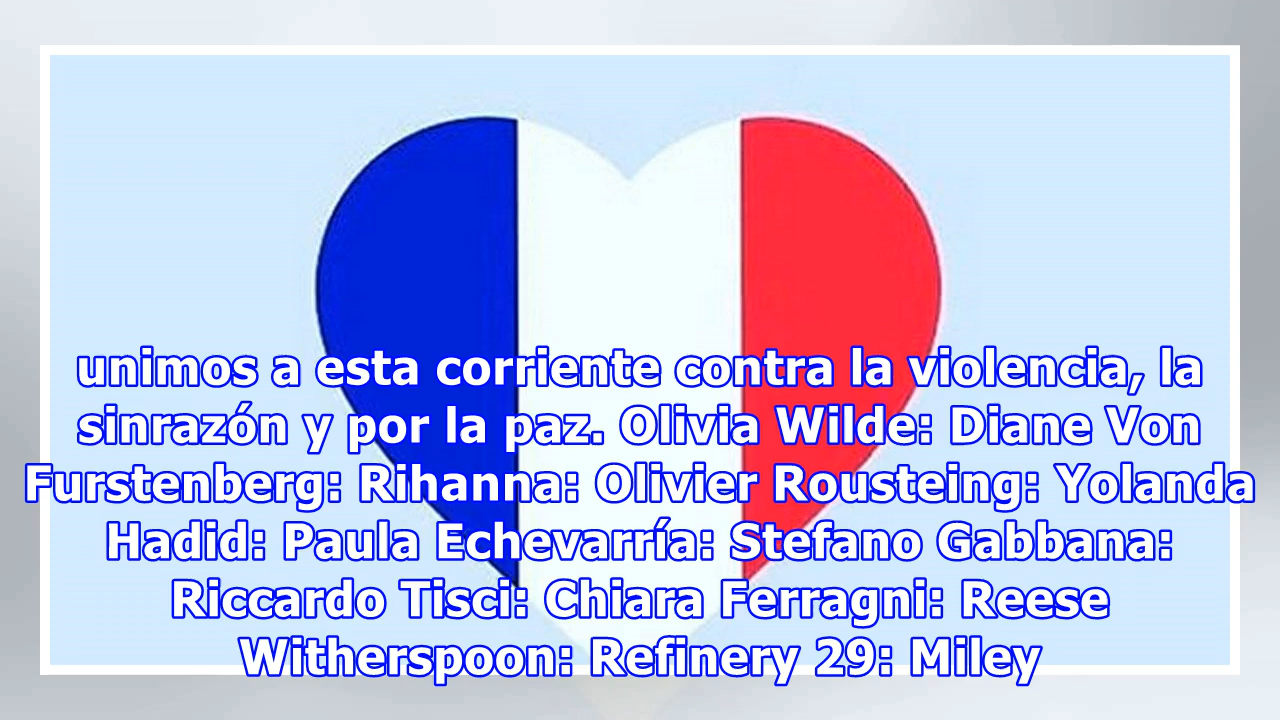 unimos a esta corriente contra la violencia, la
sinrazón y por la paz. Olivia Wilde: Diane Von
Furstenberg: Rihanna: Olivier Rousteing: Yolanda
Hadid: Paula Echevarría: Stefano Gabbana:
Riccardo Tisci: Chiara Ferragni: Reese
Witherspoon: Refinery 29: Miley